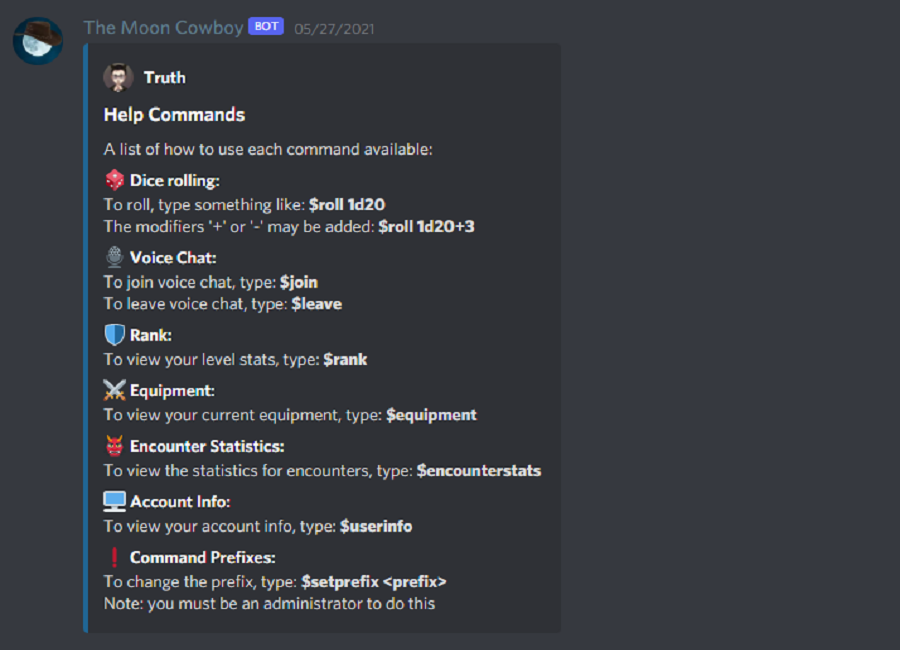 The Moon Cowboy BOT 05/27/2021
Truth
Help Commands
A list of how to use each command available:
Dice rolling:
To roll, type something like: $roll 1d20
The modifiers '+' or '-' may be added: $roll 1d20+3
Voice Chat:
To join voice chat, type: $join
To leave voice chat, type: $leave
Rank:
To view your level stats, type: $rank
Equipment:
To view your current equipment, type: $equipment
Encounter Statistics:
To view the statistics for encounters, type: $encounterstats
Account Info:
To view your account info, type: $userinfo
Command Prefixes:
To change the prefix, type: $setprefix <prefix>
Note: you must be an administrator to do this